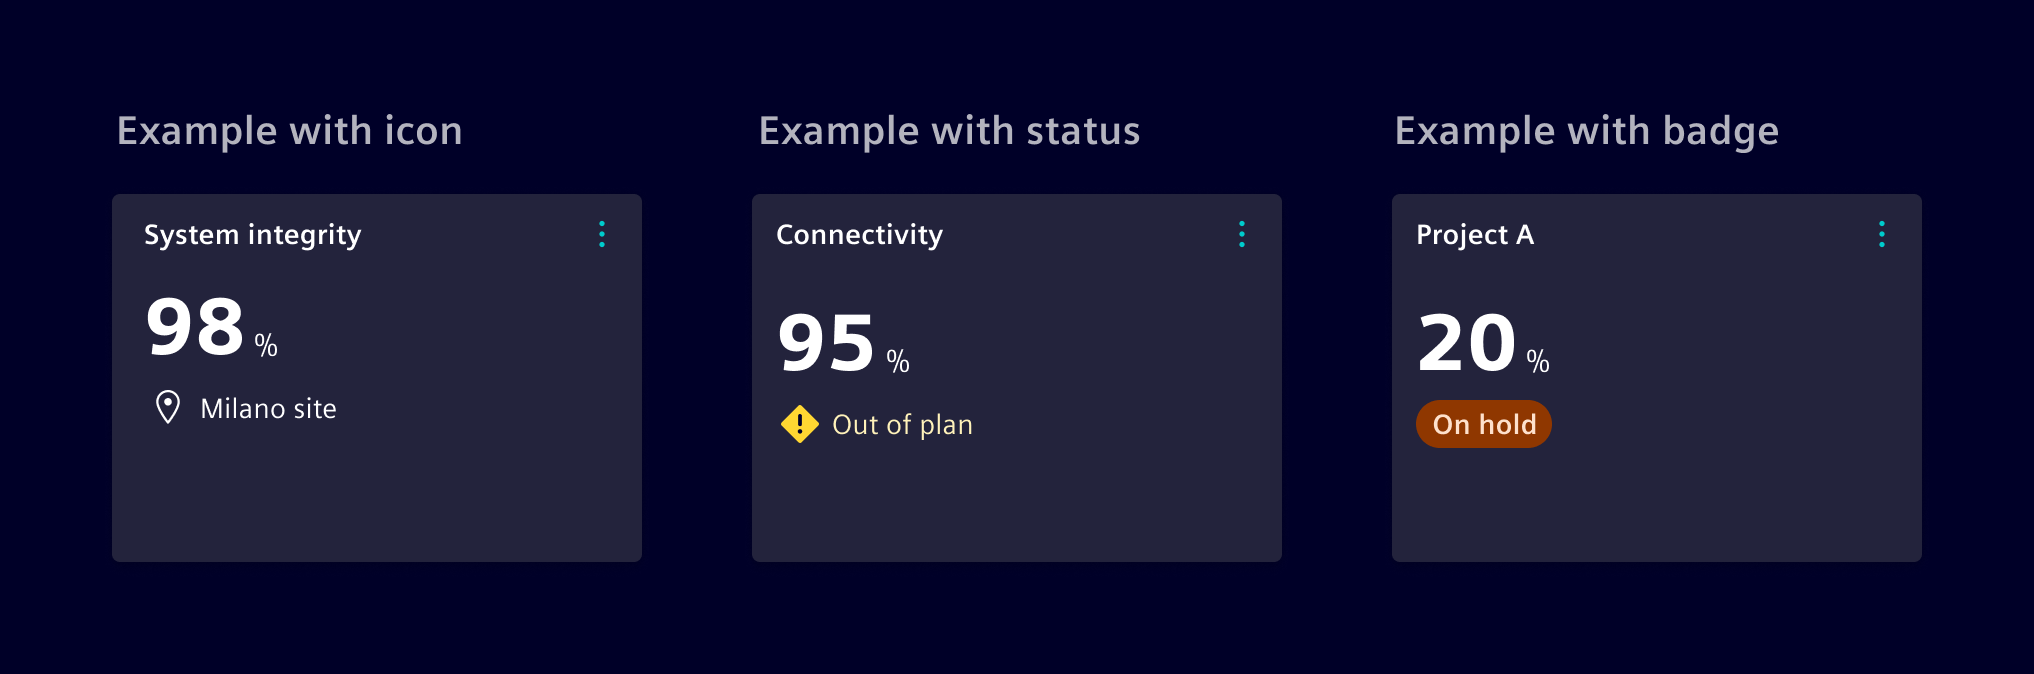 Example with icon
System integrity
98 %
Milano site
Example with status
Connectivity
95 %
Out of plan
Example with badge
Project A
20 %
On hold